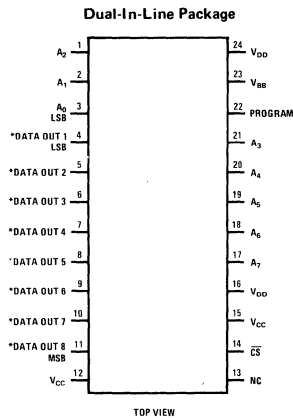 Dual-In-Line Package
A2 1
24 VDD
A1 2
23 VBB
A0 3
LSB
22 PROGRAM
*DATA OUT 1 4
LSB
21 A3
*DATA OUT 2 5
20 A4
*DATA OUT 3 6
19 A5
*DATA OUT 4 7
18 A6
*DATA OUT 5 8
17 A7
*DATA OUT 6 9
16 VDD
*DATA OUT 7 10
15 VCC
*DATA OUT 8 11
MSB
14 CS
VCC 12
13 NC
TOP VIEW